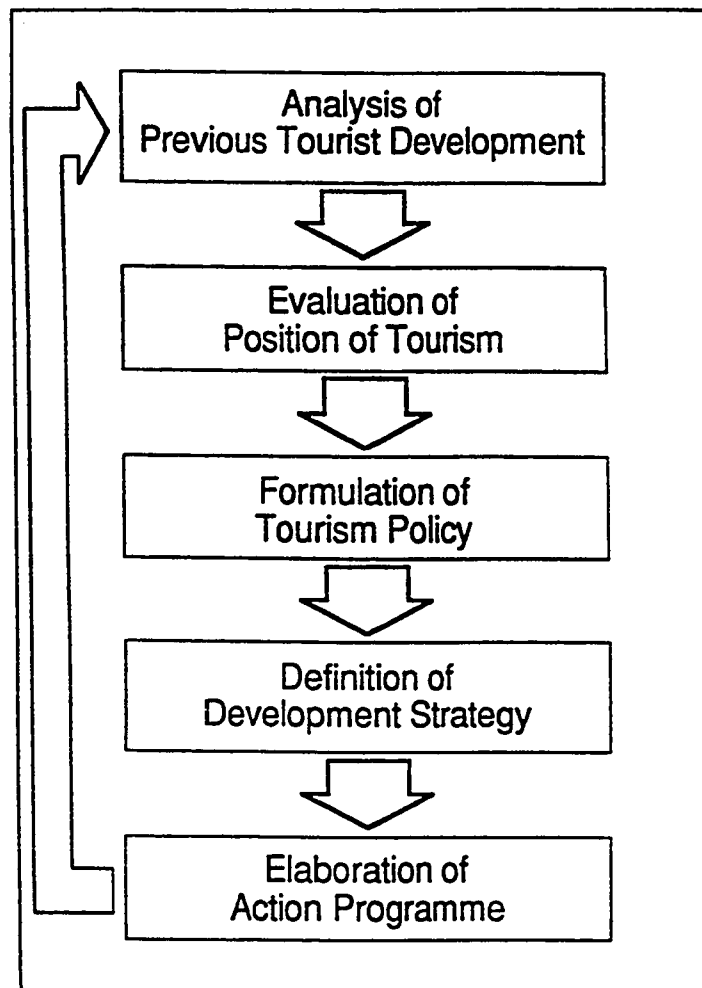 Analysis of
Previous Tourist Development
Evaluation of
Position of Tourism
Formulation of
Tourism Policy
Definition of
Development Strategy
Elaboration of
Action Programme